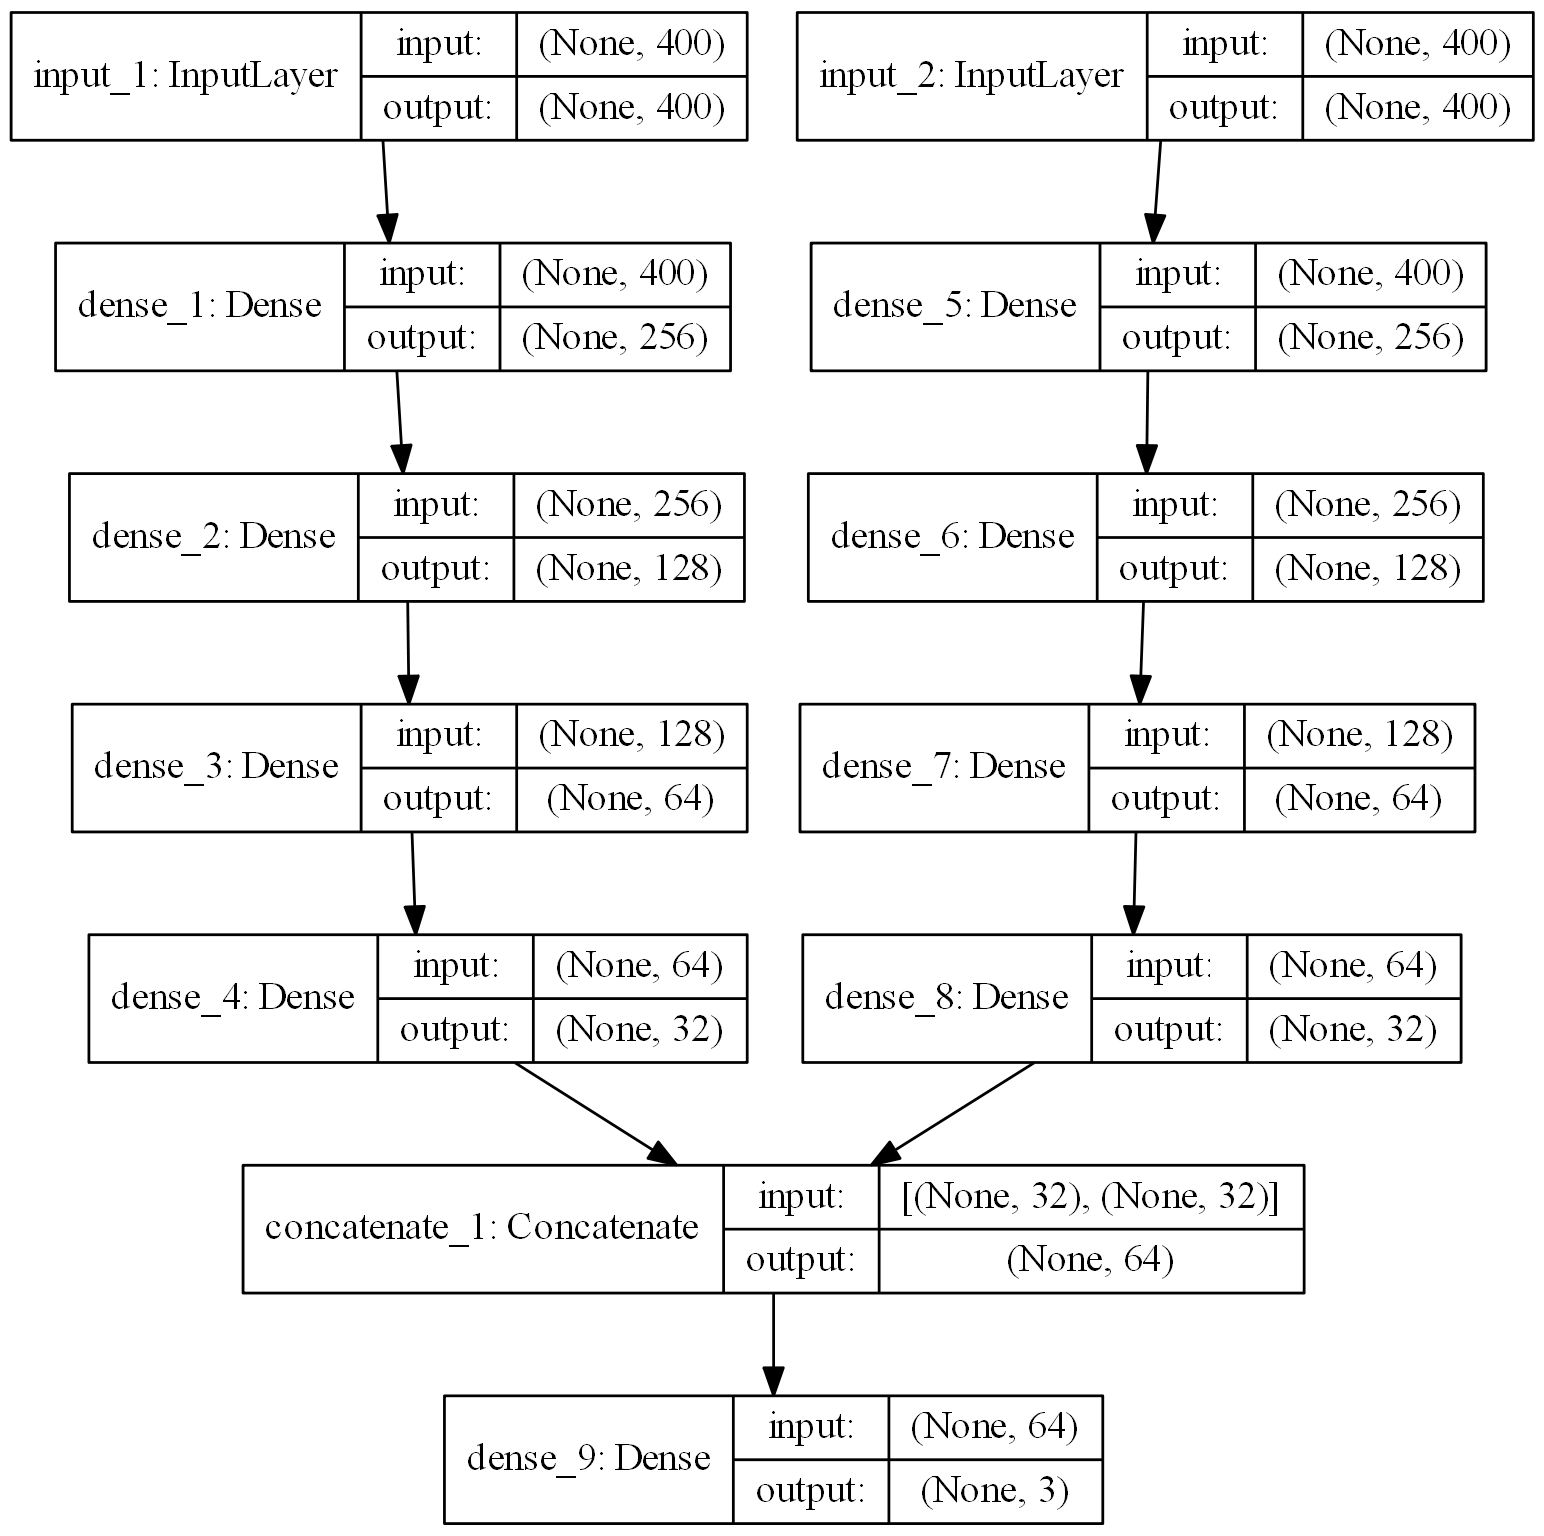 input_1: InputLayer
input: (None, 400)
output: (None, 400)
input_2: InputLayer
input: (None, 400)
output: (None, 400)
dense_1: Dense
input: (None, 400)
output: (None, 256)
dense_5: Dense
input: (None, 400)
output: (None, 256)
dense_2: Dense
input: (None, 256)
output: (None, 128)
dense_6: Dense
input: (None, 256)
output: (None, 128)
dense_3: Dense
input: (None, 128)
output: (None, 64)
dense_7: Dense
input: (None, 128)
output: (None, 64)
dense_4: Dense
input: (None, 64)
output: (None, 32)
dense_8: Dense
input: (None, 64)
output: (None, 32)
concatenate_1: Concatenate
input: [(None, 32), (None, 32)]
output: (None, 64)
dense_9: Dense
input: (None, 64)
output: (None, 3)